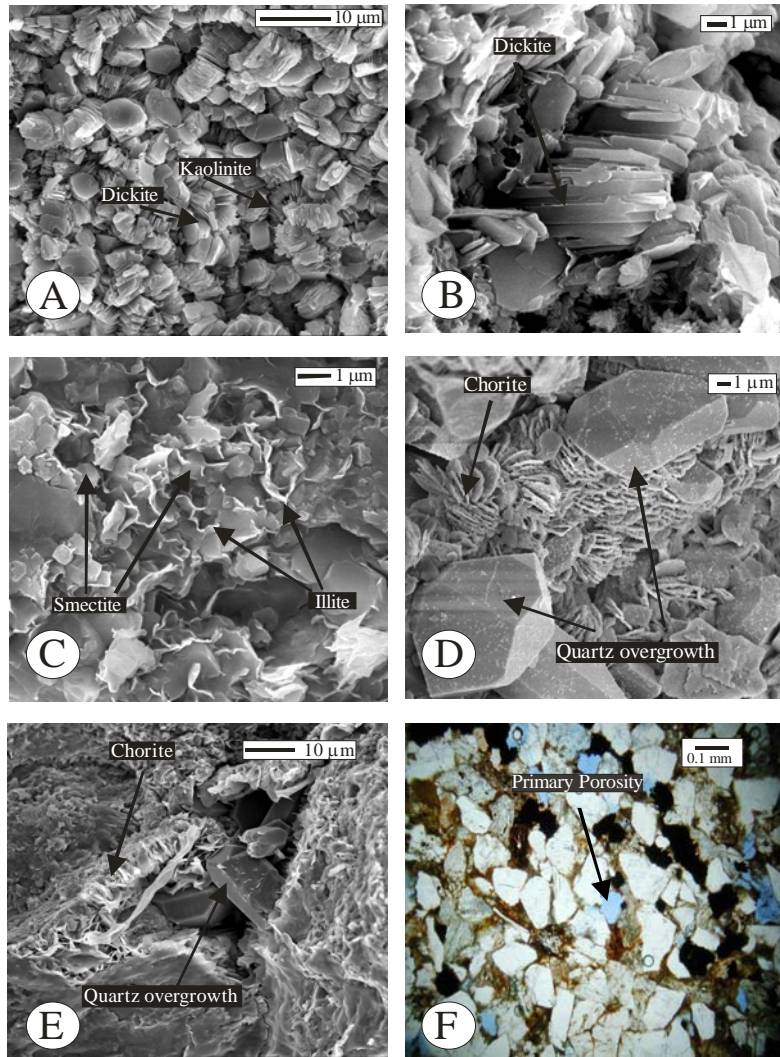 10 μm
Kaolinite
Dickite
A
1 μm
Dickite
B
1 μm
Smectite
Illite
C
Chorite
1 μm
Quartz overgrowth
D
Chorite
10 μm
Quartz overgrowth
E
0.1 mm
Primary Porosity
F